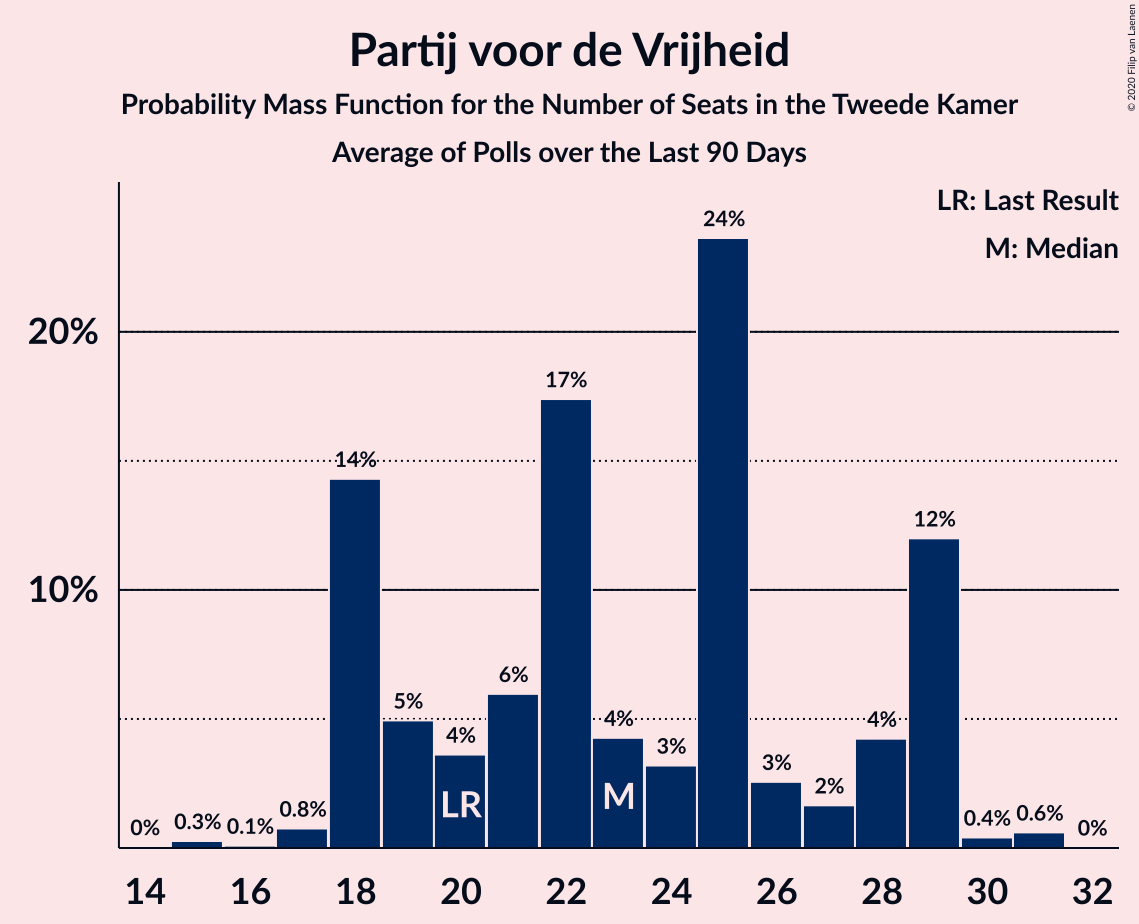 Partij voor de Vrijheid
Probability Mass Function for the Number of Seats in the Tweede Kamer
Average of Polls over the Last 90 Days
© 2020 Filip van Laenen
LR: Last Result
M: Median
20%
10%
0%
0.3%
0.1%
0.8%
14%
5%
4%
6%
17%
4%
3%
24%
3%
2%
4%
12%
0.4%
0.6%
0%
LR
M
14 16 18 20 22 24 26 28 30 32